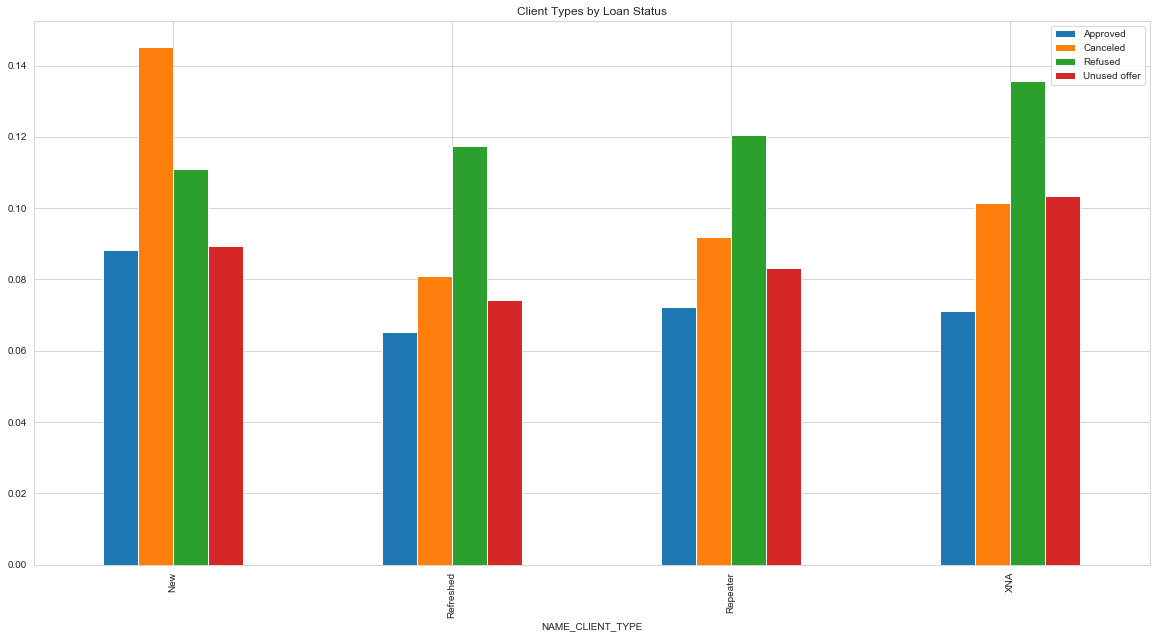 Client Types by Loan Status
Approved
Canceled
Refused
Unused offer
0.14
0.12
0.10
0.08
0.06
0.04
0.02
0.00
New
Refreshed
Repeater
XNA
NAME_CLIENT_TYPE